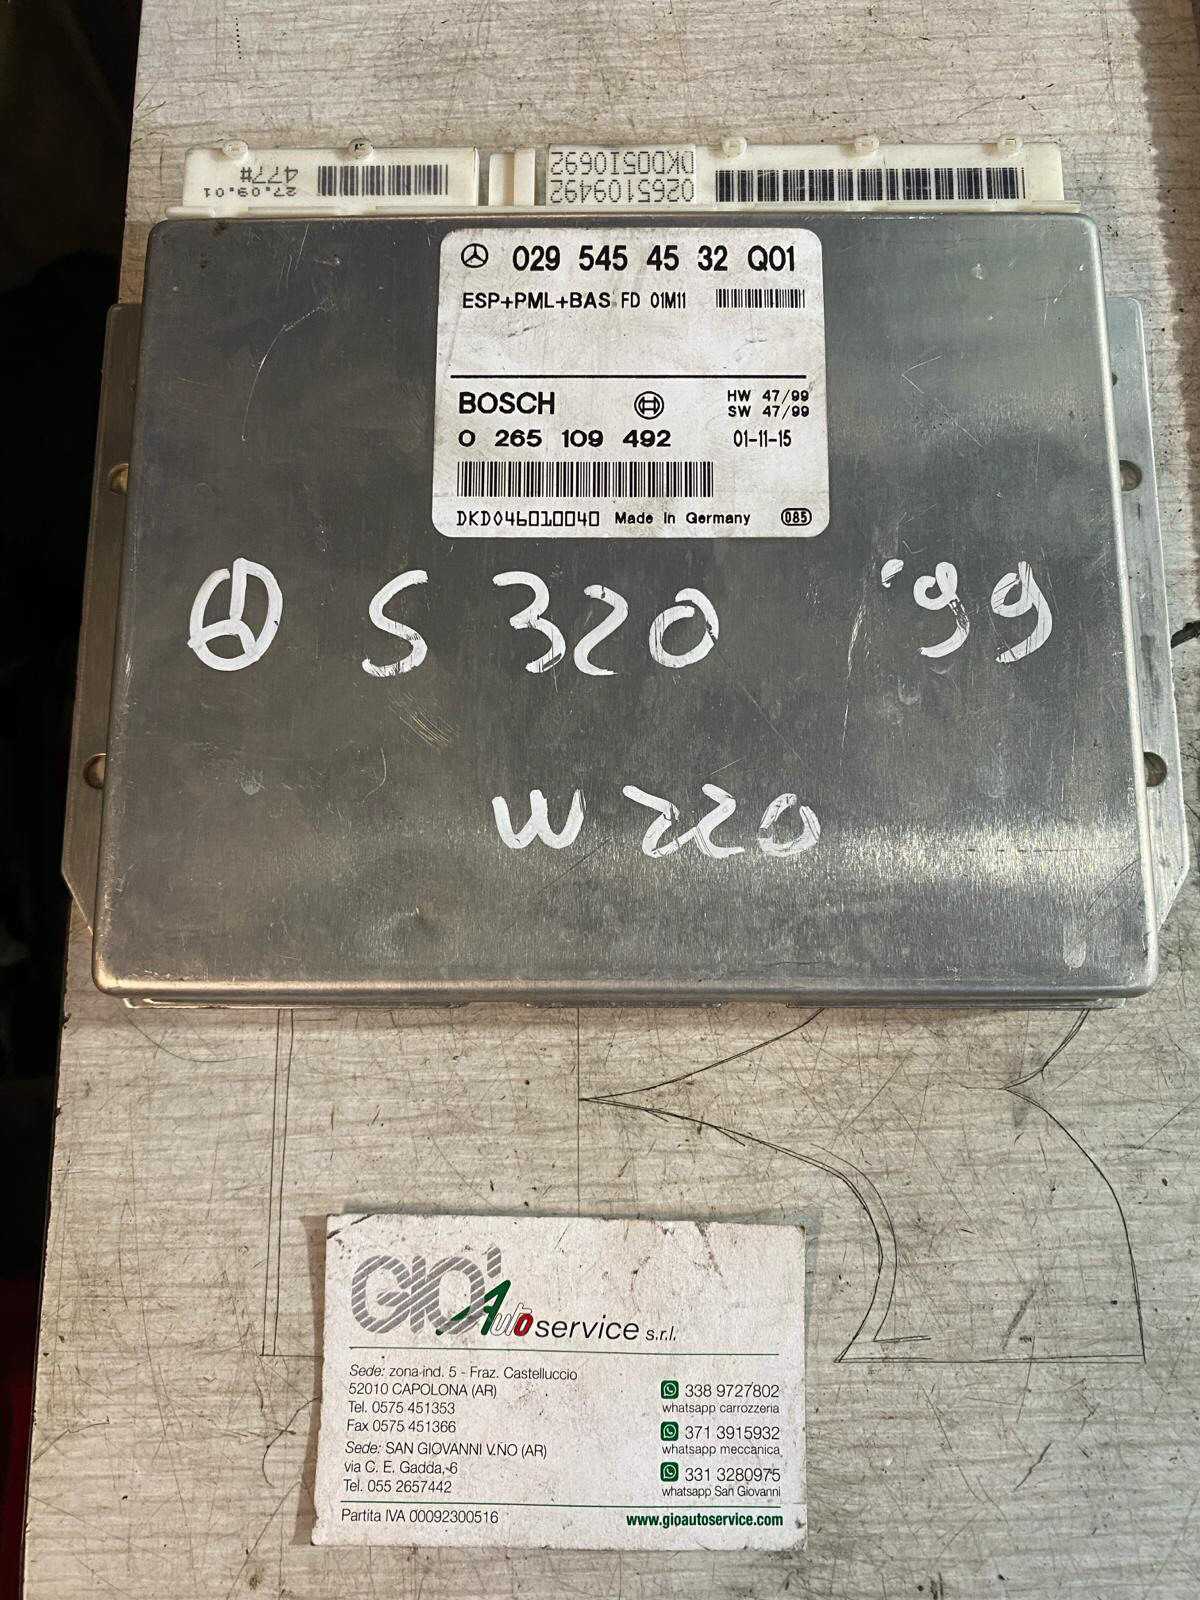 27.09.01
477#
0265109492
DKD0510692
029 545 45 32 Q01
ESP+PML+BAS FD 01M11
BOSCH
HW 47/99
SW 47/99
0 265 109 492
01-11-15
DKD046010040 Made in Germany 085
S 320 '99
W 220
GIO' Auto service s.r.l.
Sede: zona ind. 5 - Fraz. Castelluccio
52010 CAPOLONA (AR)
Tel. 0575 451353
Fax 0575 451366
Sede: SAN GIOVANNI V.NO (AR)
via C. E. Gadda, 6
Tel. 055 2657442
338 9727802
whatsapp carrozzeria
371 3915932
whatsapp meccanica
331 3280975
whatsapp San Giovanni
Partita IVA 00092300516
www.gioautoservice.com